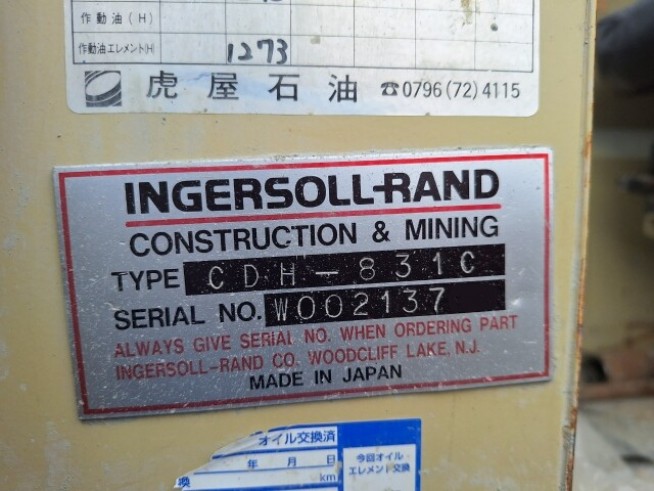 作動油(H)
作動油エレメント(H) 1273
虎屋石油 ☎0796(72)4115
INGERSOLL-RAND
CONSTRUCTION & MINING
TYPE CDH-831C
SERIAL NO. W002137
ALWAYS GIVE SERIAL NO. WHEN ORDERING PART
INGERSOLL-RAND CO. WOODCLIFF LAKE, N.J.
MADE IN JAPAN
オイル交換済
年 月 日
今回オイル
エレメント交換
換 km